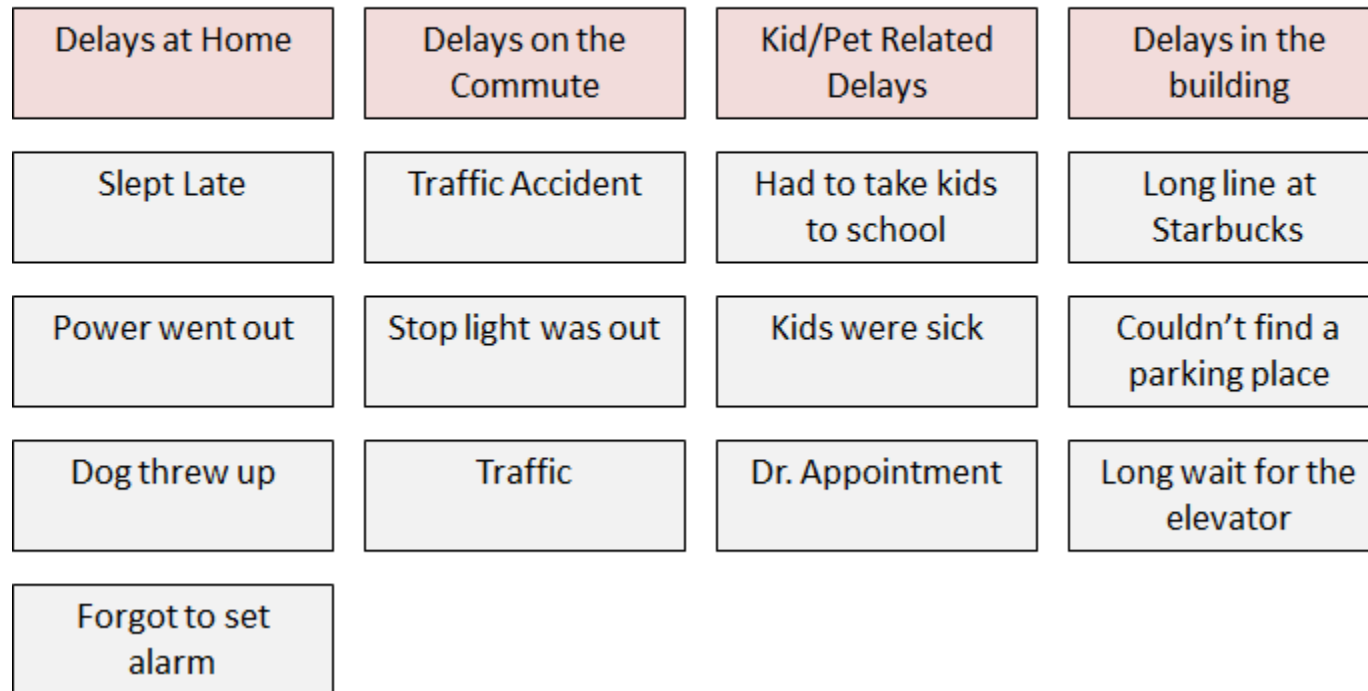 Delays at Home
Delays on the
Commute
Kid/Pet Related
Delays
Delays in the
building
Slept Late
Traffic Accident
Had to take kids
to school
Long line at
Starbucks
Power went out
Stop light was out
Kids were sick
Couldn’t find a
parking place
Dog threw up
Traffic
Dr. Appointment
Long wait for the
elevator
Forgot to set
alarm